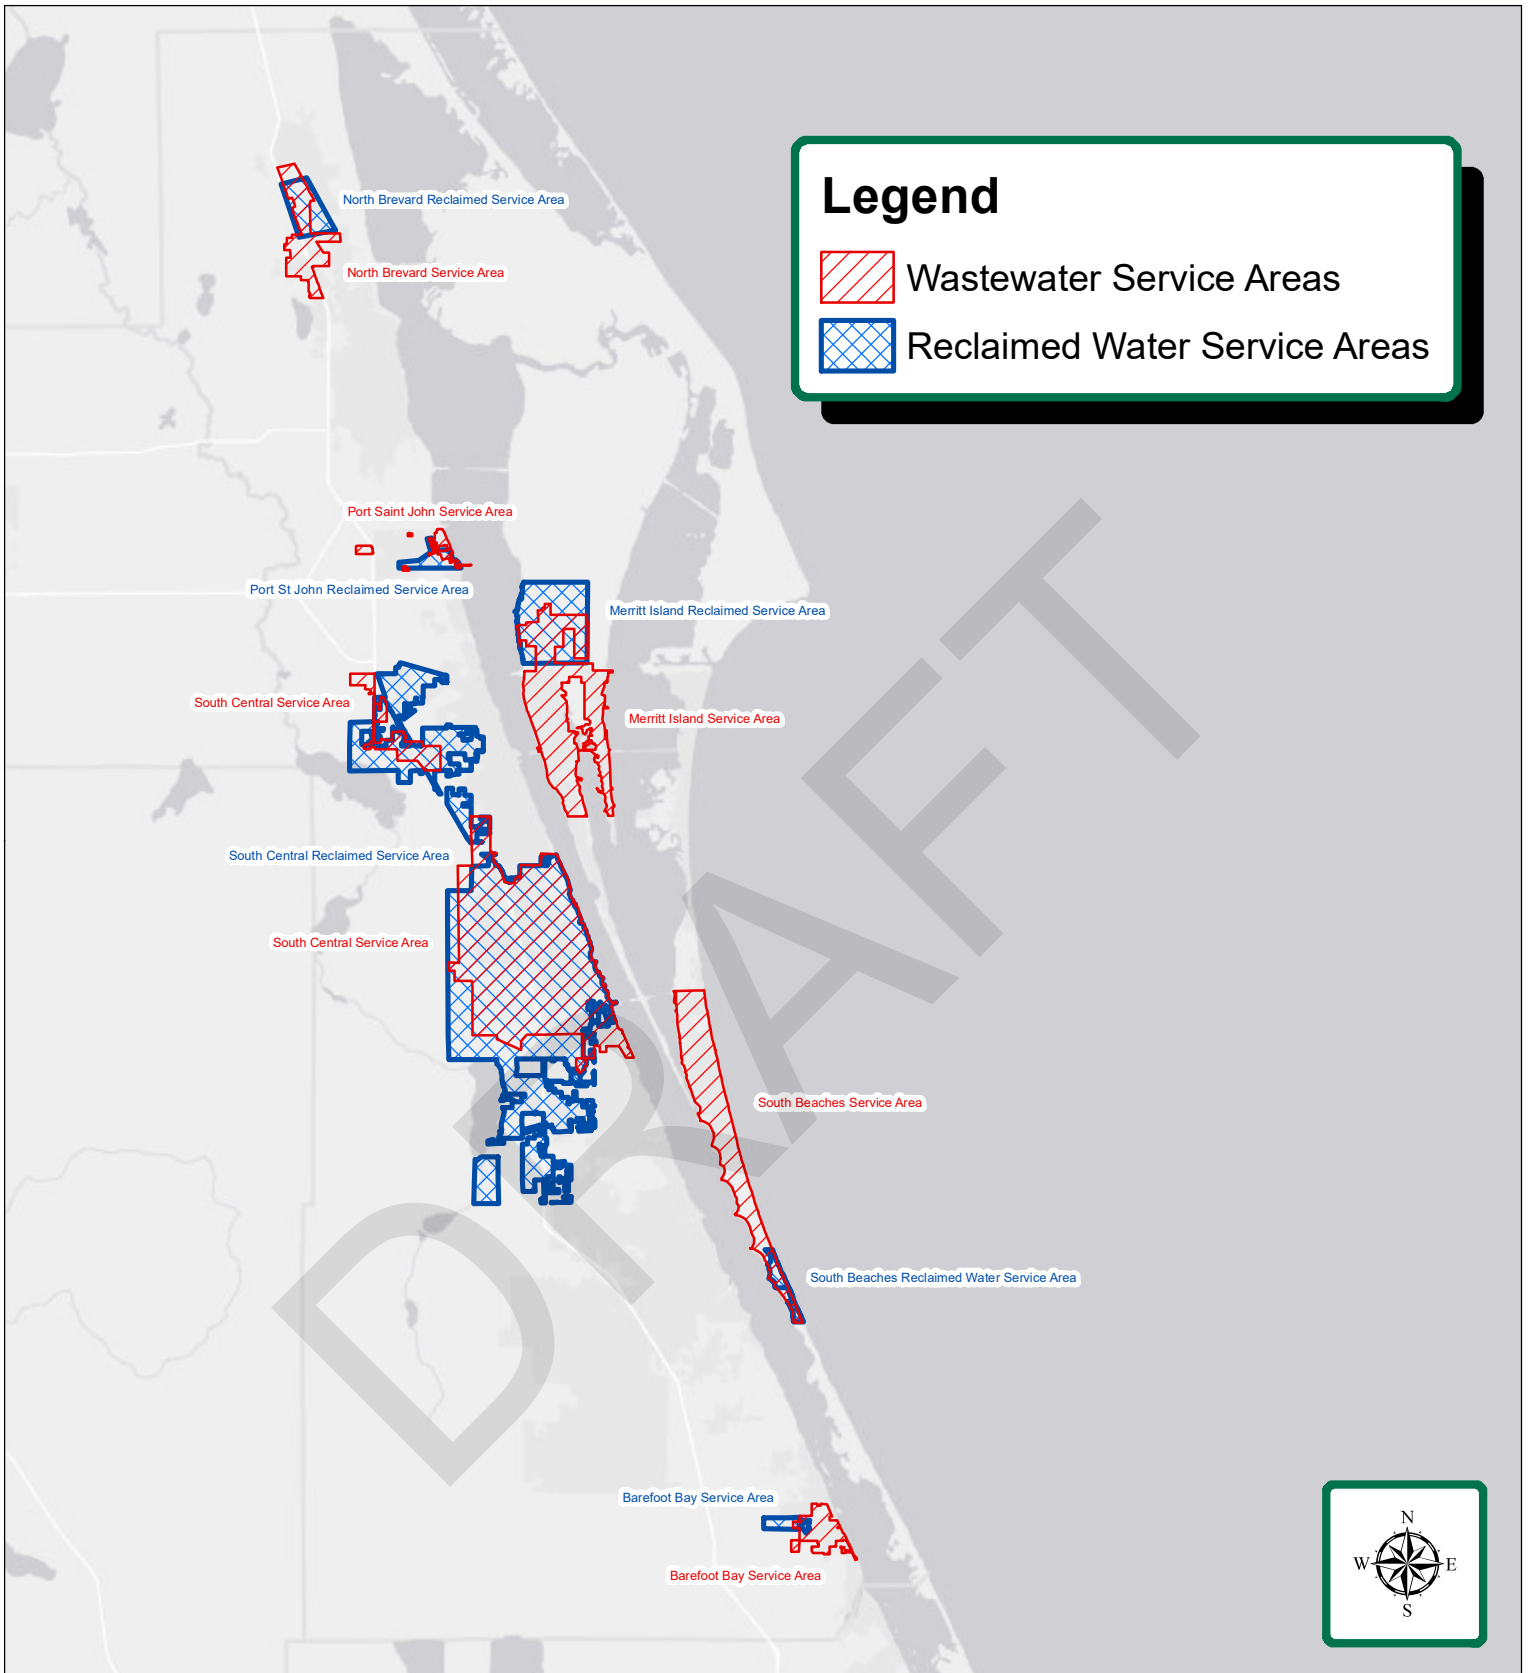 Legend
Wastewater Service Areas
Reclaimed Water Service Areas
North Brevard Reclaimed Service Area
North Brevard Service Area
Port Saint John Service Area
Port St John Reclaimed Service Area
Merritt Island Reclaimed Service Area
South Central Service Area
Merritt Island Service Area
South Central Reclaimed Service Area
South Central Service Area
South Beaches Service Area
South Beaches Reclaimed Water Service Area
Barefoot Bay Service Area
Barefoot Bay Service Area
DRAFT
N
W E
S